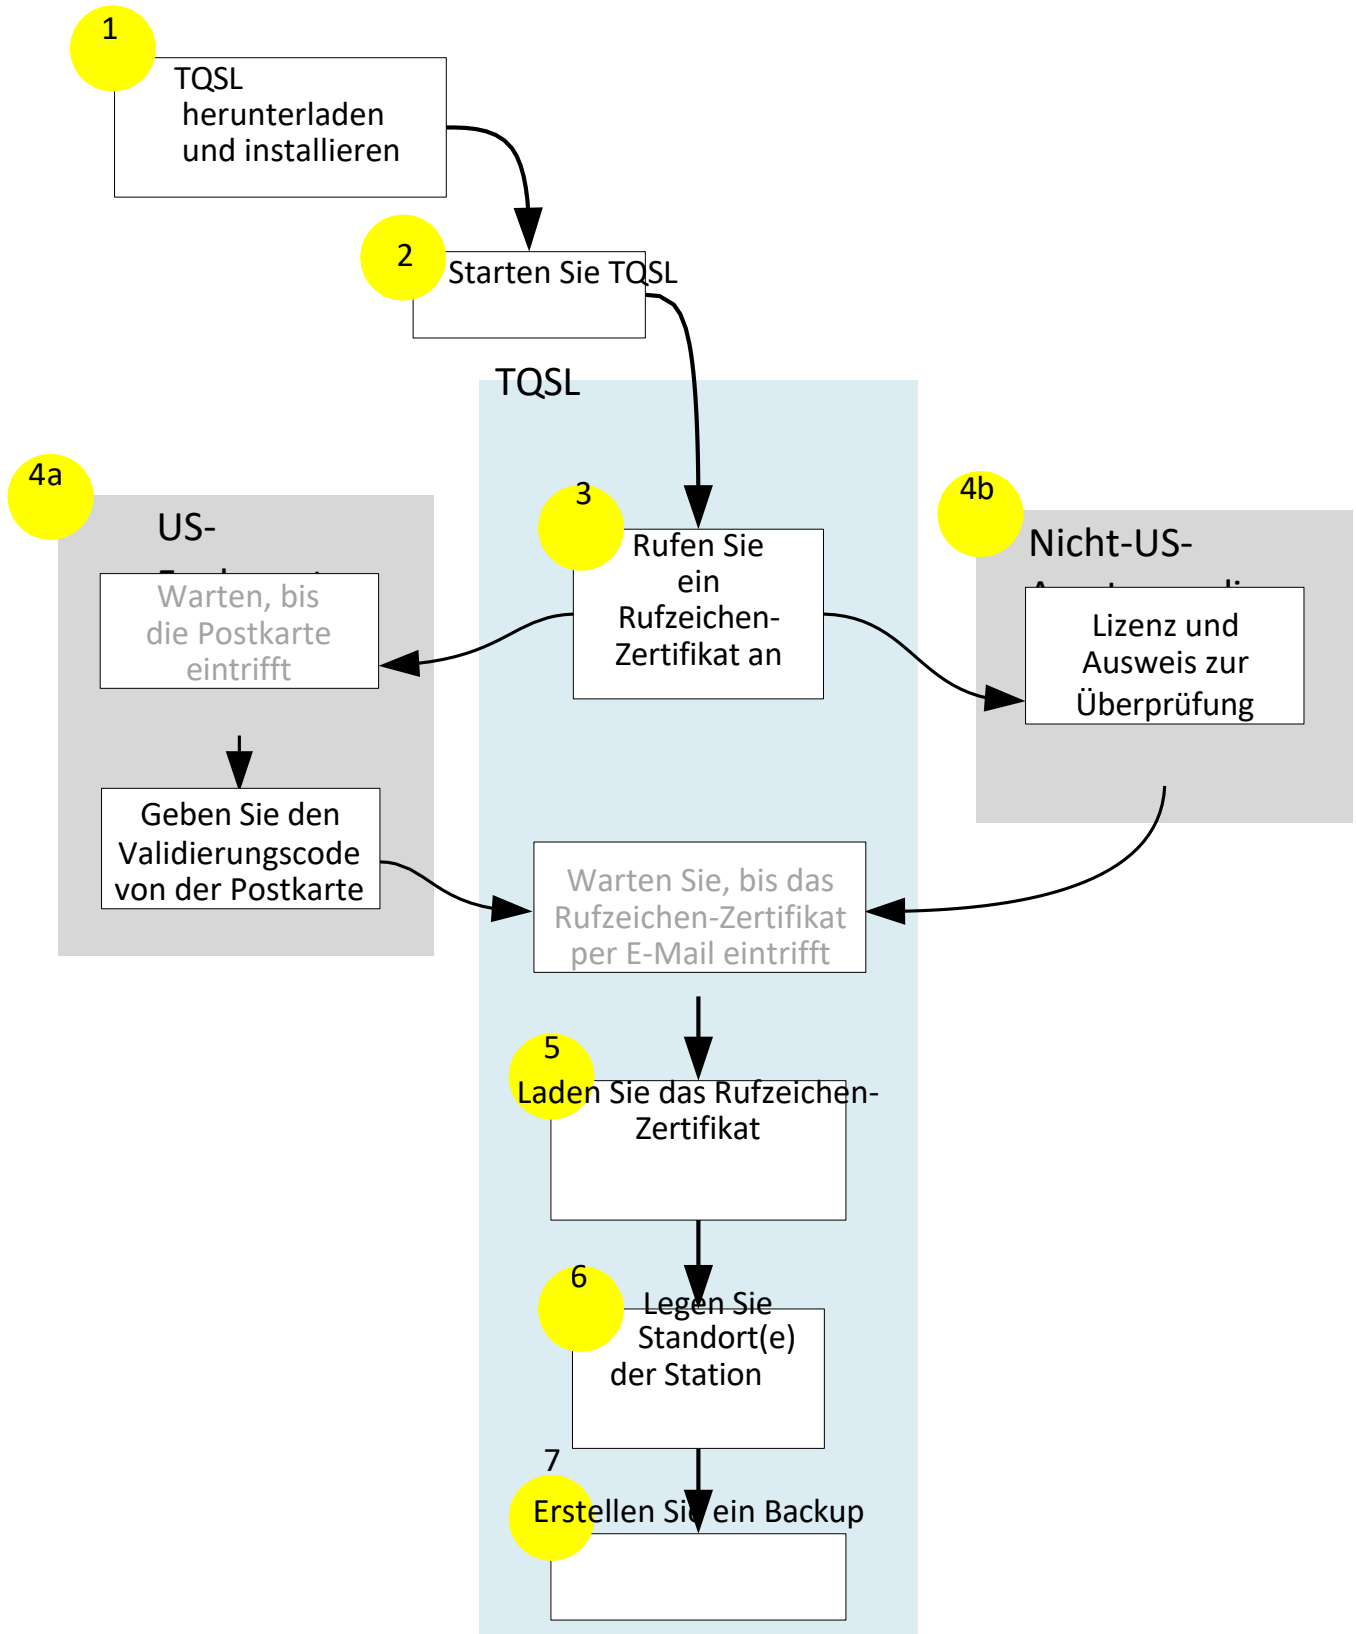 1
TQSL
herunterladen
und installieren
2
Starten Sie TQSL
TQSL
3
Rufen Sie
ein
Rufzeichen-
Zertifikat an
4a
US-
Warten, bis
die Postkarte
eintrifft
Geben Sie den
Validierungscode
von der Postkarte
4b
Nicht-US-
Lizenz und
Ausweis zur
Überprüfung
Warten Sie, bis das
Rufzeichen-Zertifikat
per E-Mail eintrifft
5
Laden Sie das Rufzeichen-
Zertifikat
6
Legen Sie
Standort(e)
der Station
7
Erstellen Sie ein Backup